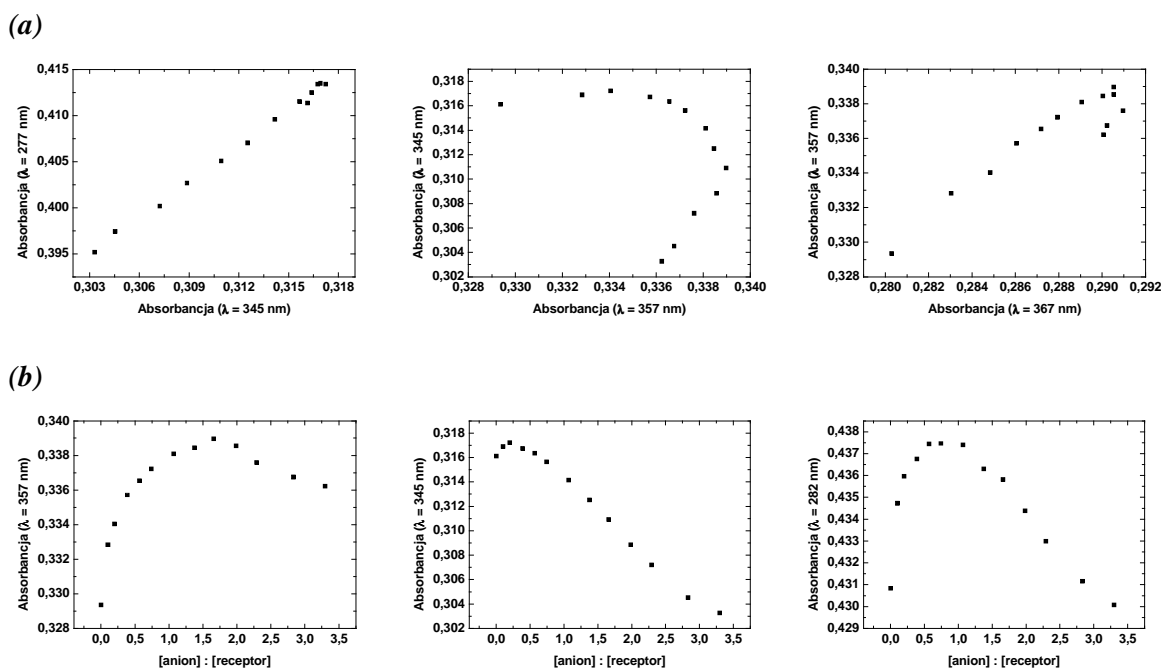 (a)
0,415
0,410
0,405
0,400
0,395
0,303 0,306 0,309 0,312 0,315 0,318
Absorbancja (λ = 277 nm)
Absorbancja (λ = 345 nm)
0,318
0,316
0,314
0,312
0,310
0,308
0,306
0,304
0,302
0,328 0,330 0,332 0,334 0,336 0,338 0,340
Absorbancja (λ = 345 nm)
Absorbancja (λ = 357 nm)
0,340
0,338
0,336
0,334
0,332
0,330
0,328
0,280 0,282 0,284 0,286 0,288 0,290 0,292
Absorbancja (λ = 357 nm)
Absorbancja (λ = 367 nm)
(b)
0,340
0,338
0,336
0,334
0,332
0,330
0,328
0,0 0,5 1,0 1,5 2,0 2,5 3,0 3,5
Absorbancja (λ = 357 nm)
[anion] : [receptor]
0,318
0,316
0,314
0,312
0,310
0,308
0,306
0,304
0,302
0,0 0,5 1,0 1,5 2,0 2,5 3,0 3,5
Absorbancja (λ = 345 nm)
[anion] : [receptor]
0,438
0,437
0,436
0,435
0,434
0,433
0,432
0,431
0,430
0,429
0,0 0,5 1,0 1,5 2,0 2,5 3,0 3,5
Absorbancja (λ = 282 nm)
[anion] : [receptor]